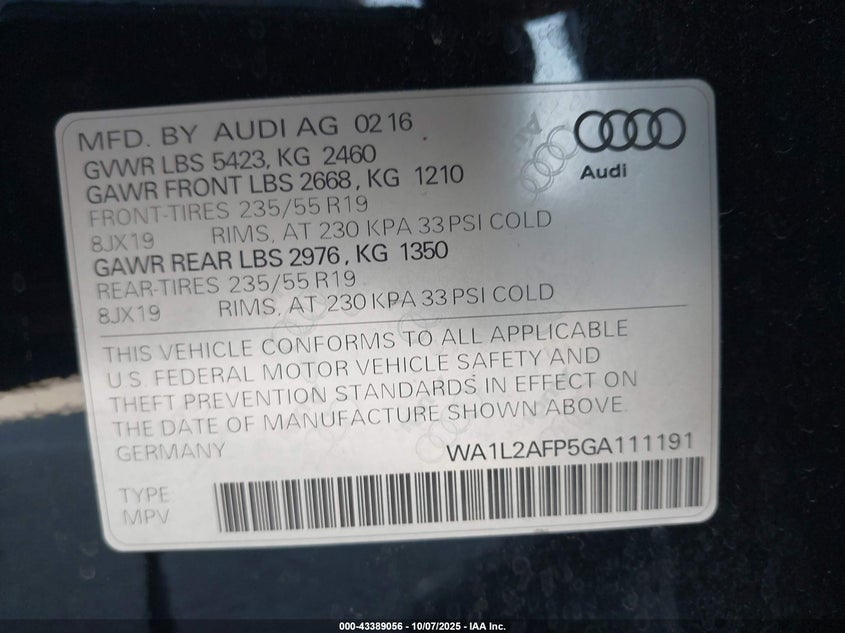 MFD. BY AUDI AG 02 16
GVWR LBS 5423, KG 2460
GAWR FRONT LBS 2668, KG 1210
FRONT-TIRES 235/55 R19
8JX19 RIMS, AT 230 KPA 33 PSI COLD
GAWR REAR LBS 2976, KG 1350
REAR-TIRES 235/55 R19
8JX19 RIMS, AT 230 KPA 33 PSI COLD
Audi
THIS VEHICLE CONFORMS TO ALL APPLICABLE
U.S. FEDERAL MOTOR VEHICLE SAFETY AND
THEFT PREVENTION STANDARDS IN EFFECT ON
THE DATE OF MANUFACTURE SHOWN ABOVE.
GERMANY WA1L2AFP5GA111191
TYPE
MPV
000-43389056 - 10/07/2025 - IAA Inc.